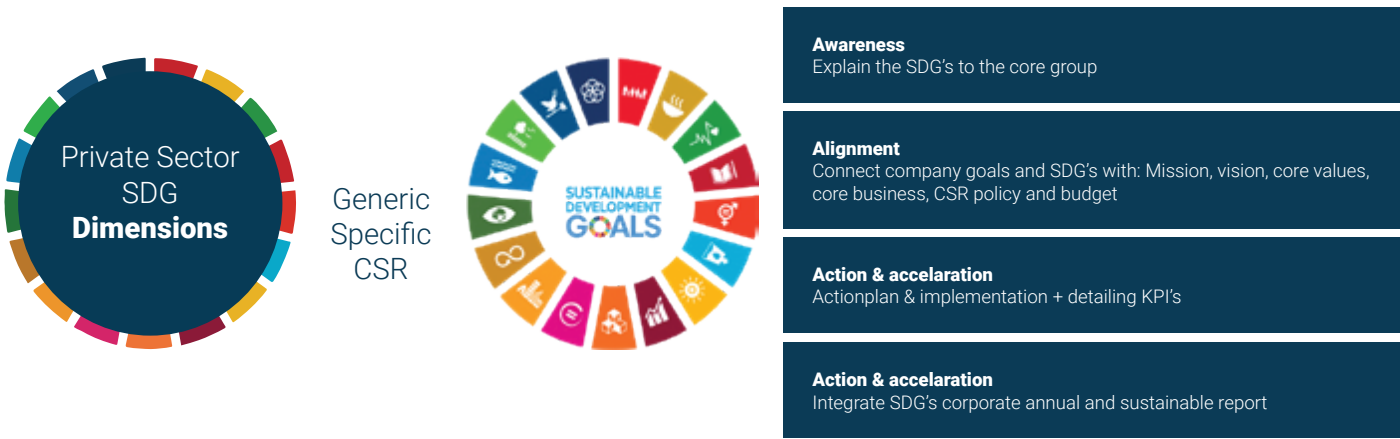 Private Sector
SDG
Dimensions
Generic
Specific
CSR
SUSTAINABLE
DEVELOPMENT
GOALS
Awareness
Explain the SDG's to the core group
Alignment
Connect company goals and SDG's with: Mission, vision, core values,
core business, CSR policy and budget
Action & accelaration
Actionplan & implementation + detailing KPI's
Action & accelaration
Integrate SDG's corporate annual and sustainable report